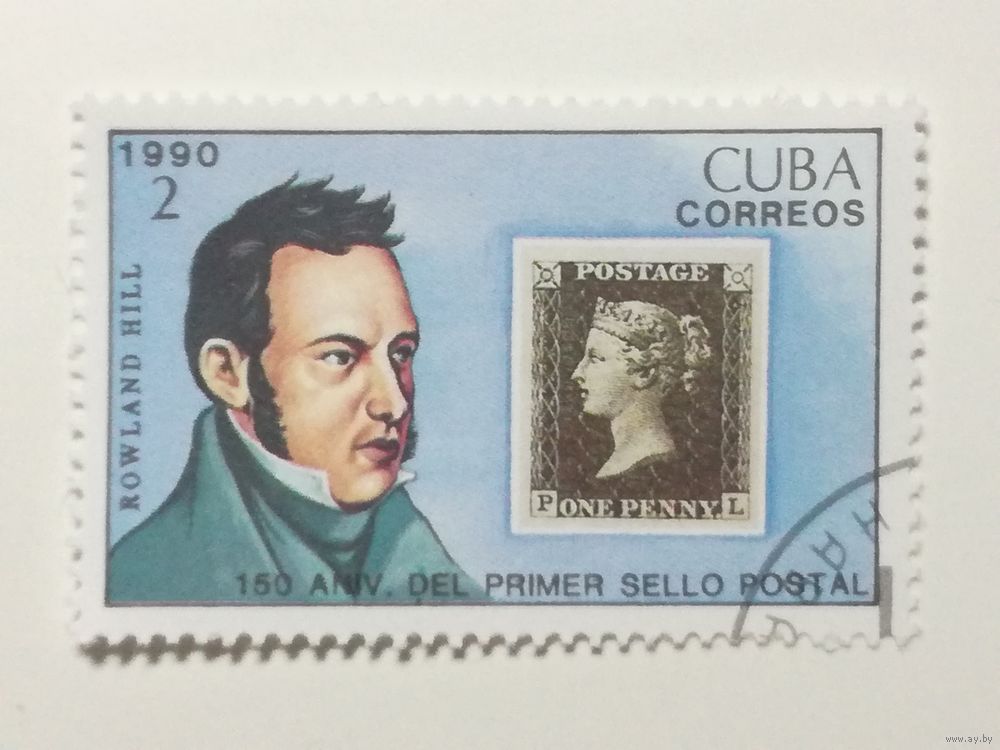 1990
2
CUBA
CORREOS
ROWLAND HILL
POSTAGE
P ONE PENNY. L
150 ANIV. DEL PRIMER SELLO POSTAL
www.ay.by